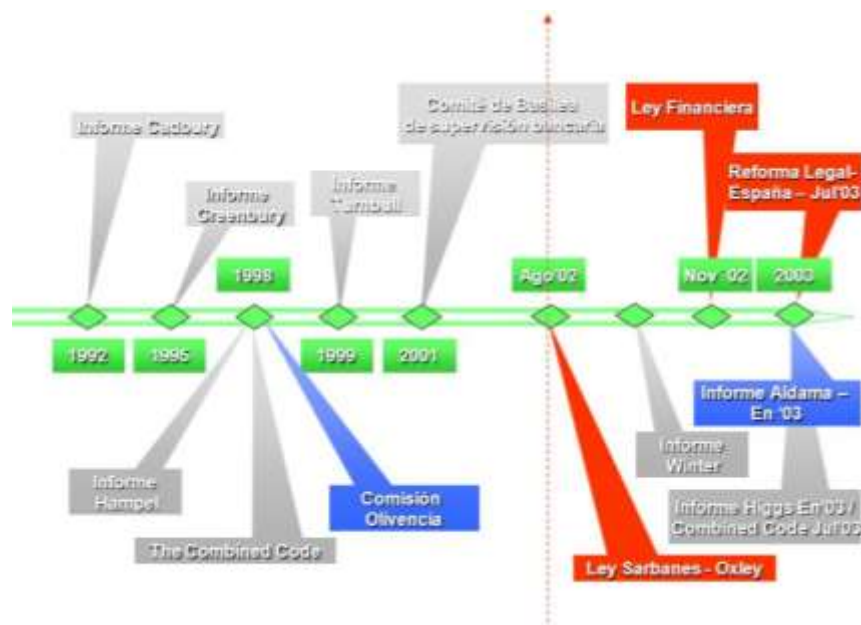 Informe Cadbury
Comité de Basilea
de supervisión bancaria
Ley Financiera
Informe
Greenbury
Informe
Turnbull
Reforma Legal-
España – Jul'03
1998
Ago'02
Nov '02
2003
1992
1995
1999
2001
Informe Aldama –
En '03
Informe
Hampel
Comisión
Olivencia
Informe
Winter
Informe Higgs En'03 /
Combined Code Jul'03
The Combined Code
Ley Sarbanes - Oxley